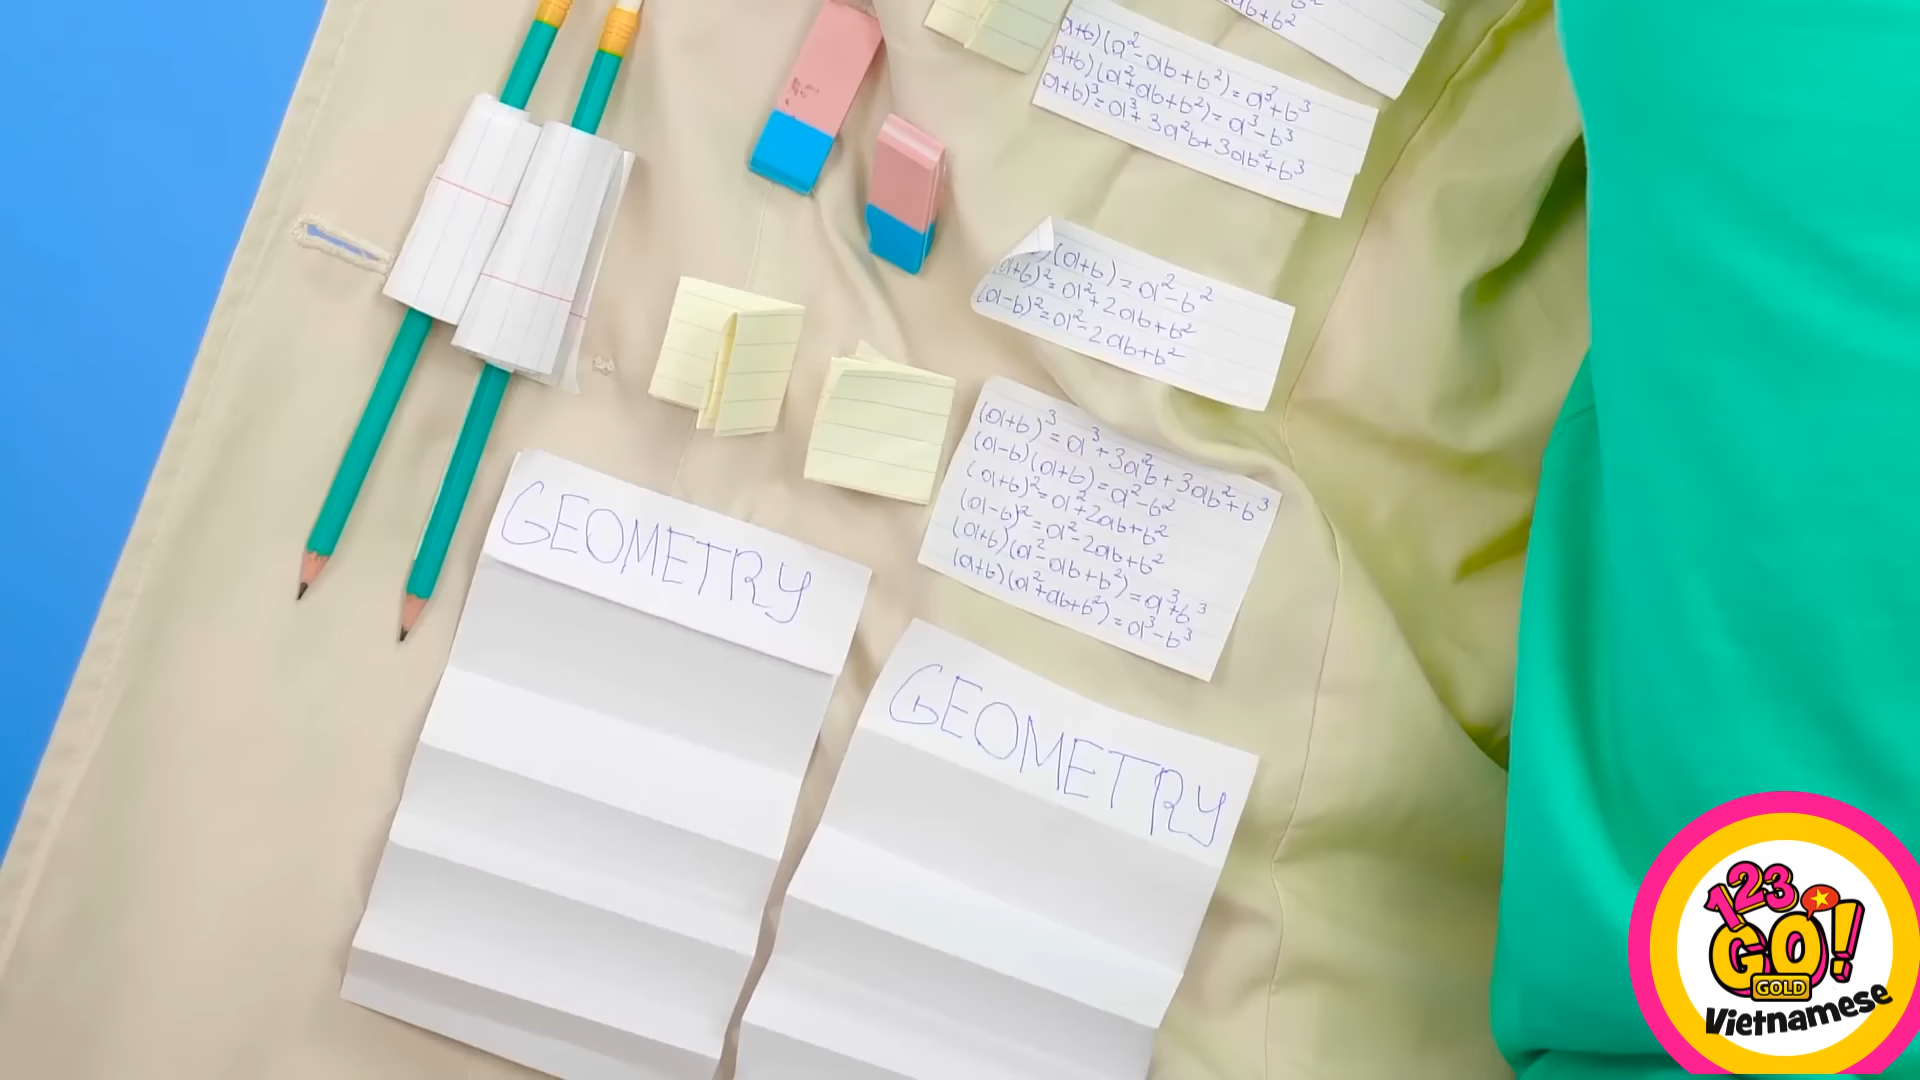 ab+b²
a+b)(a²-ab+b²)=a³+b³
a+b)(a²+ab+b²)=a³-b³
a+b)³=a³+3a²b+3ab²+b³
)(a+b)=a²-b²
(a+b)²=a²+2ab+b²
(a-b)²=a²-2ab+b²
(a+b)³=a³+3a²b+3ab²+b³
(a-b)(a+b)=a²-b²
(a+b)²=a²+2ab+b²
(a-b)²=a²-2ab+b²
(a+b)(a²-ab+b²)=a³+b³
(a+b)(a²+ab+b²)=a³-b³
GEOMETRY
GEOMETRY
123
GO!
GOLD
Vietnamese